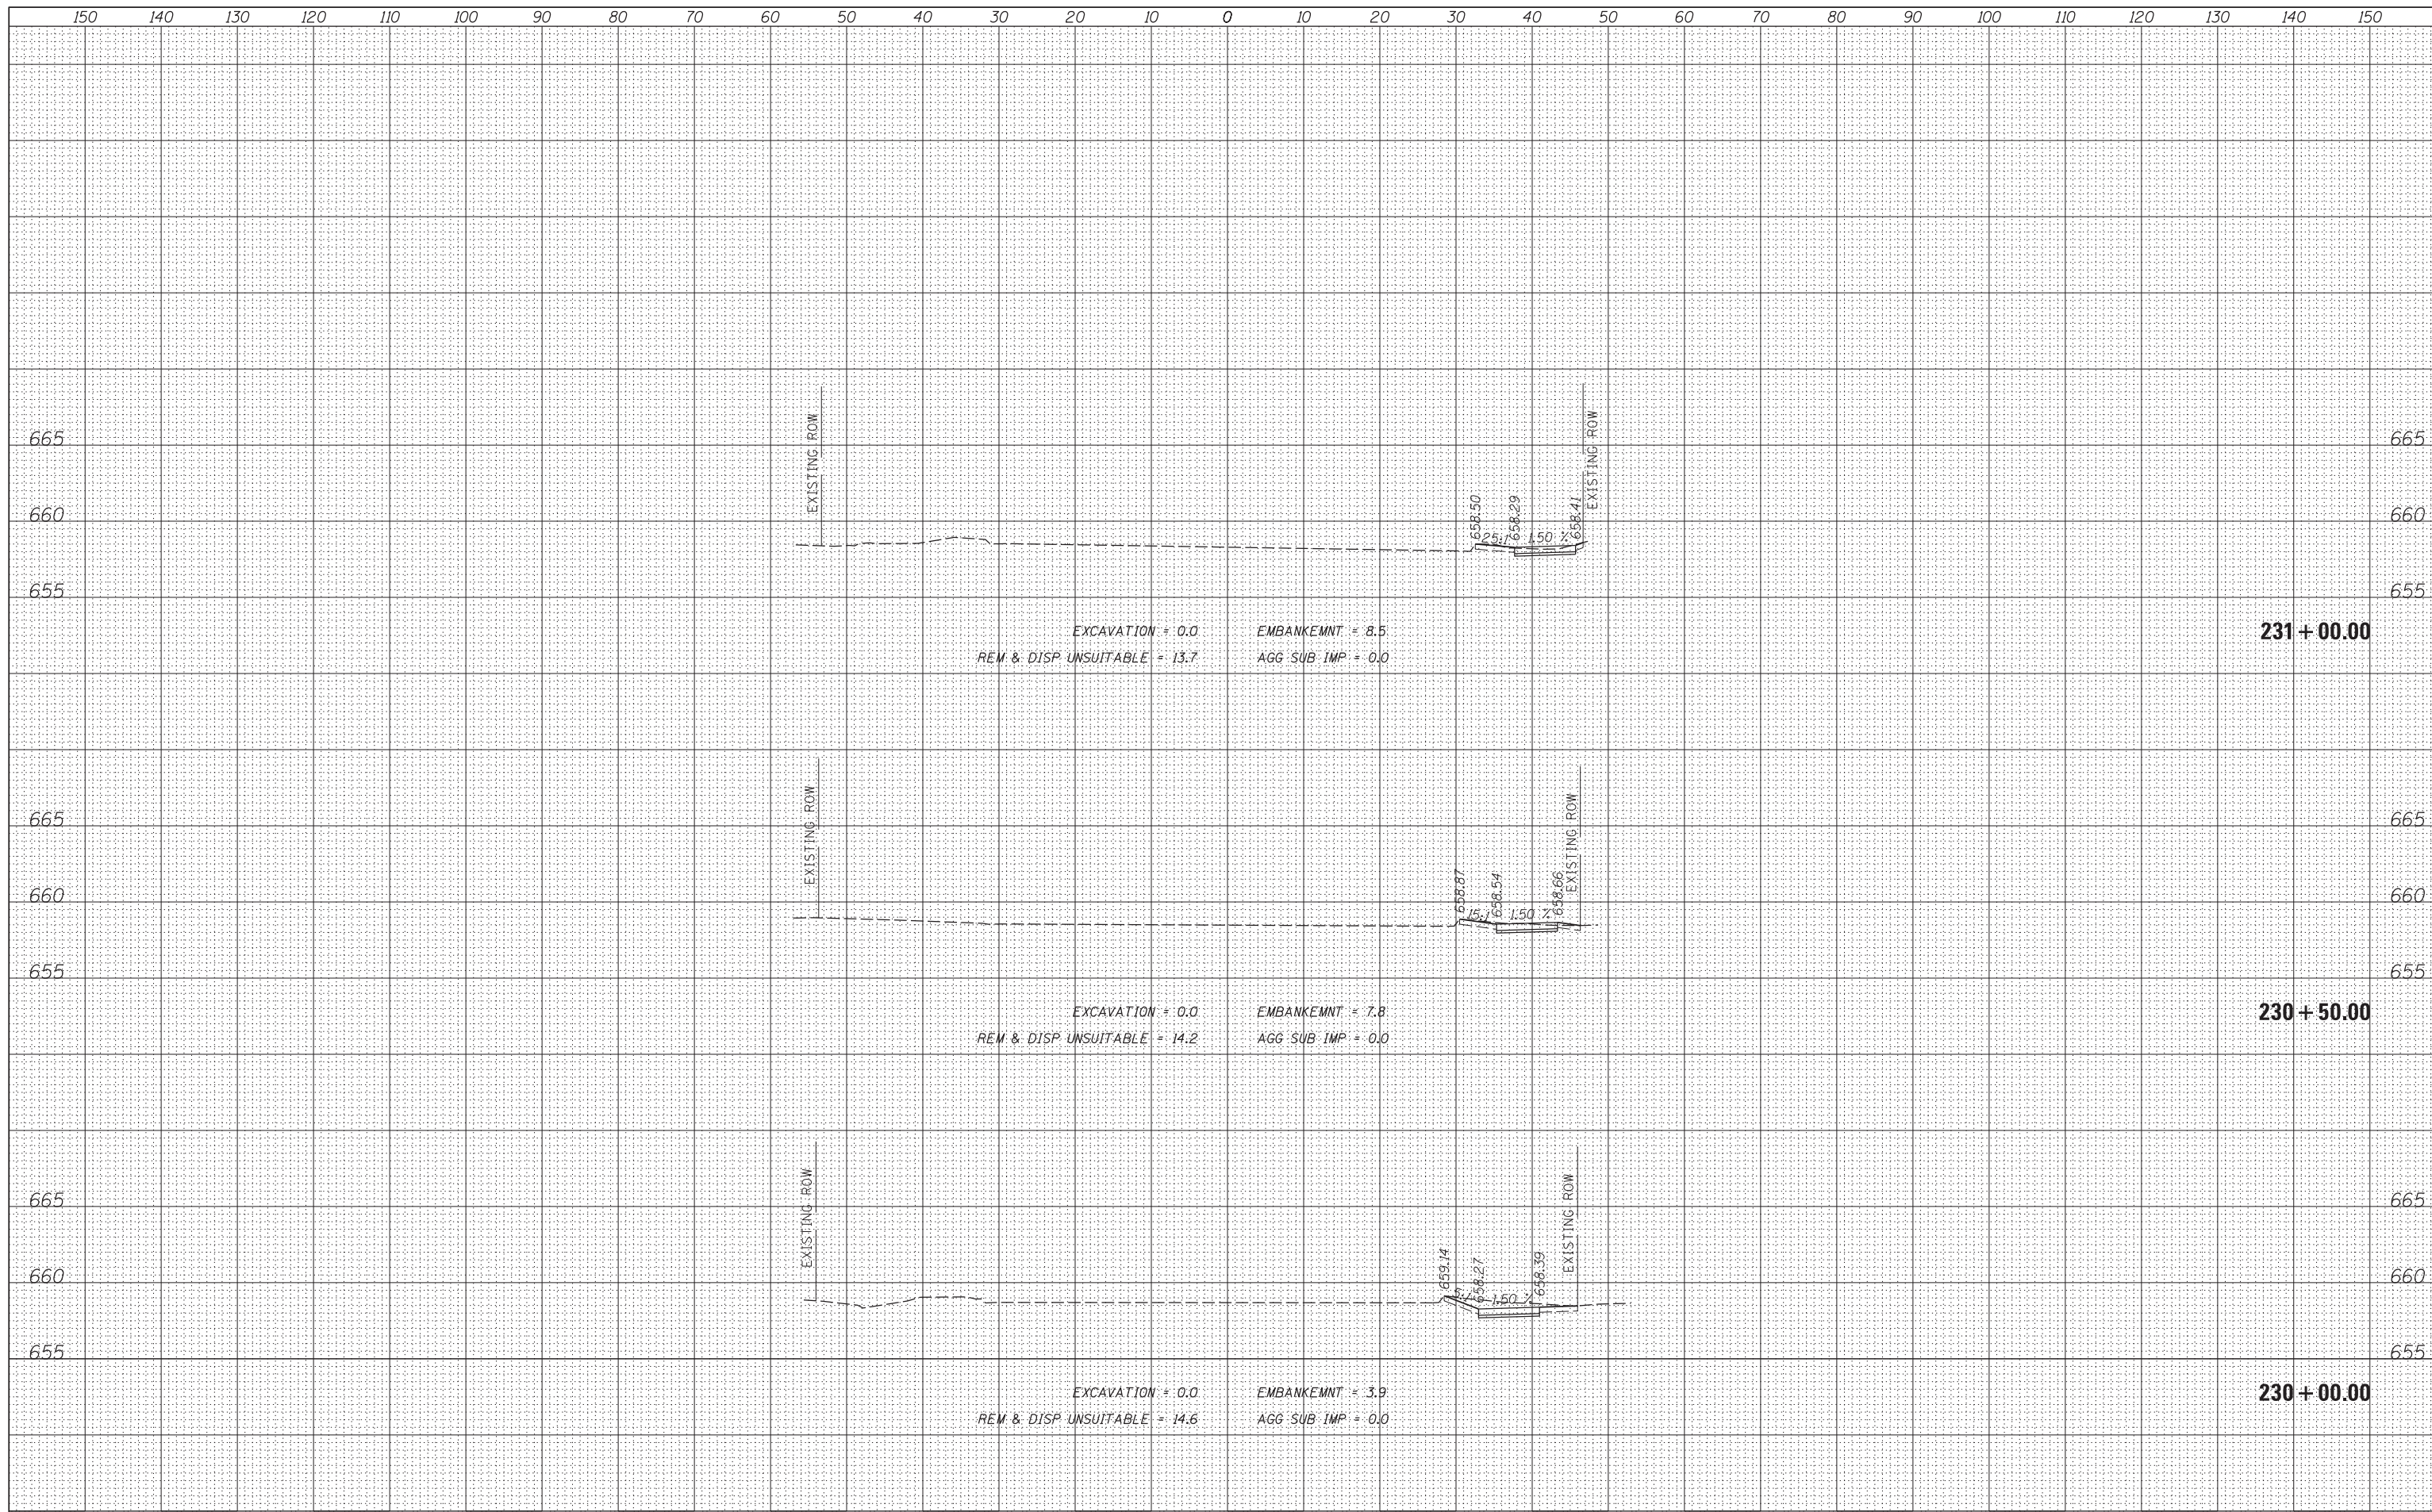 150 140 130 120 110 100 90 80 70 60 50 40 30 20 10 0 10 20 30 40 50 60 70 80 90 100 110 120 130 140 150
EXISTING ROW
EXISTING ROW
665 665
658.50
658.29
658.41
660 660
25:1 1.50 %
655 655
EXCAVATION = 0.0 EMBANKEMNT = 8.5 231+00.00
REM & DISP UNSUITABLE = 13.7 AGG SUB IMP = 0.0
EXISTING ROW
EXISTING ROW
665 665
658.87
658.54
658.66
660 660
15:1 1.50 %
655 655
EXCAVATION = 0.0 EMBANKEMNT = 7.8 230+50.00
REM & DISP UNSUITABLE = 14.2 AGG SUB IMP = 0.0
EXISTING ROW
EXISTING ROW
665 665
659.14
658.27
658.39
660 660
5:1 1.50 %
655 655
EXCAVATION = 0.0 EMBANKEMNT = 3.9 230+00.00
REM & DISP UNSUITABLE = 14.6 AGG SUB IMP = 0.0